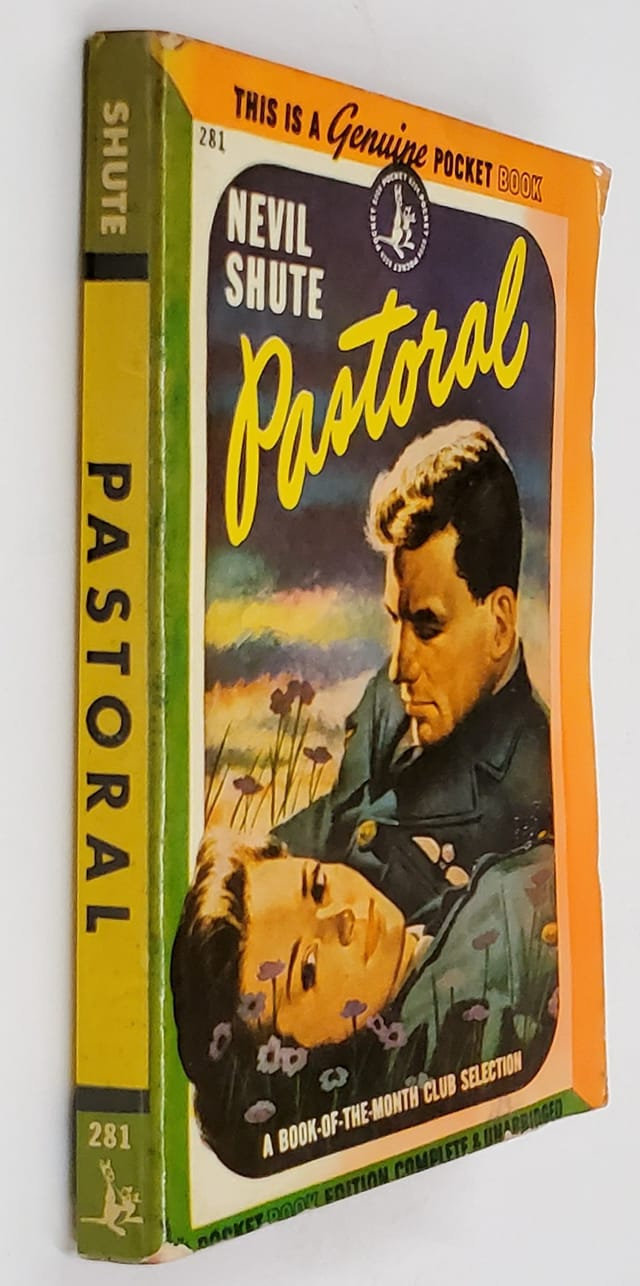 SHUTE
PASTORAL
281
THIS IS A Genuine POCKET BOOK
281
NEVIL
SHUTE
Pastoral
A BOOK-OF-THE-MONTH CLUB SELECTION
POCKET BOOK EDITION COMPLETE & UNABRIDGED